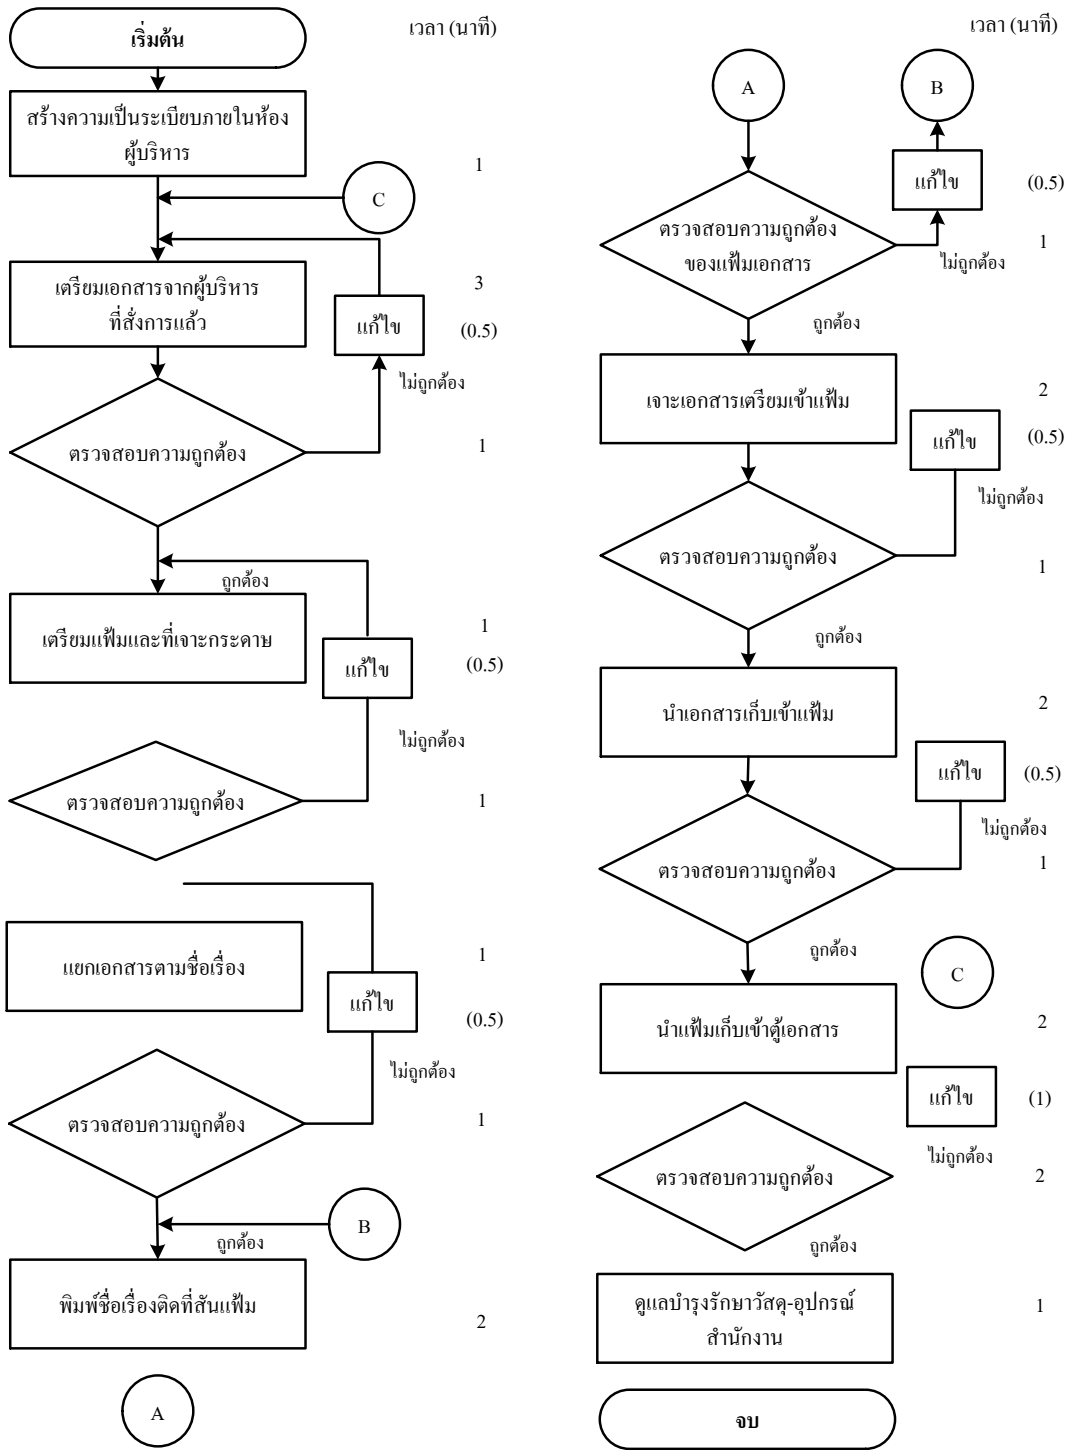 เริ่มต้น
เวลา (นาที)
สร้างความเป็นระเบียบภายในห้อง
ผู้บริหาร
1
C
เตรียมเอกสารจากผู้บริหาร
ที่สั่งการแล้ว
3
แก้ไข
(0.5)
ไม่ถูกต้อง
ตรวจสอบความถูกต้อง
1
ถูกต้อง
เตรียมแฟ้มและที่เจาะกระดาษ
1
แก้ไข
(0.5)
ไม่ถูกต้อง
ตรวจสอบความถูกต้อง
1
แยกเอกสารตามชื่อเรื่อง
1
แก้ไข
(0.5)
ไม่ถูกต้อง
ตรวจสอบความถูกต้อง
1
B
ถูกต้อง
พิมพ์ชื่อเรื่องติดที่สันแฟ้ม
2
A
เวลา (นาที)
A
B
แก้ไข
(0.5)
ตรวจสอบความถูกต้อง
ของแฟ้มเอกสาร
1
ไม่ถูกต้อง
ถูกต้อง
เจาะเอกสารเตรียมเข้าแฟ้ม
2
แก้ไข
(0.5)
ไม่ถูกต้อง
ตรวจสอบความถูกต้อง
1
ถูกต้อง
นำเอกสารเก็บเข้าแฟ้ม
2
แก้ไข
(0.5)
ไม่ถูกต้อง
ตรวจสอบความถูกต้อง
1
ถูกต้อง
C
นำแฟ้มเก็บเข้าตู้เอกสาร
2
แก้ไข
(1)
ไม่ถูกต้อง
ตรวจสอบความถูกต้อง
2
ถูกต้อง
ดูแลบำรุงรักษาวัสดุ-อุปกรณ์
สำนักงาน
1
จบ